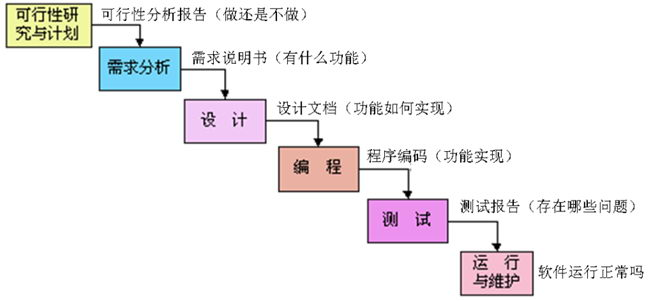 可行性研
究与计划
可行性分析报告（做还是不做）
需求分析
需求说明书（有什么功能）
设 计
设计文档（功能如何实现）
编 程
程序编码（功能实现）
测 试
测试报告（存在哪些问题）
运 行
与维护
软件运行正常吗